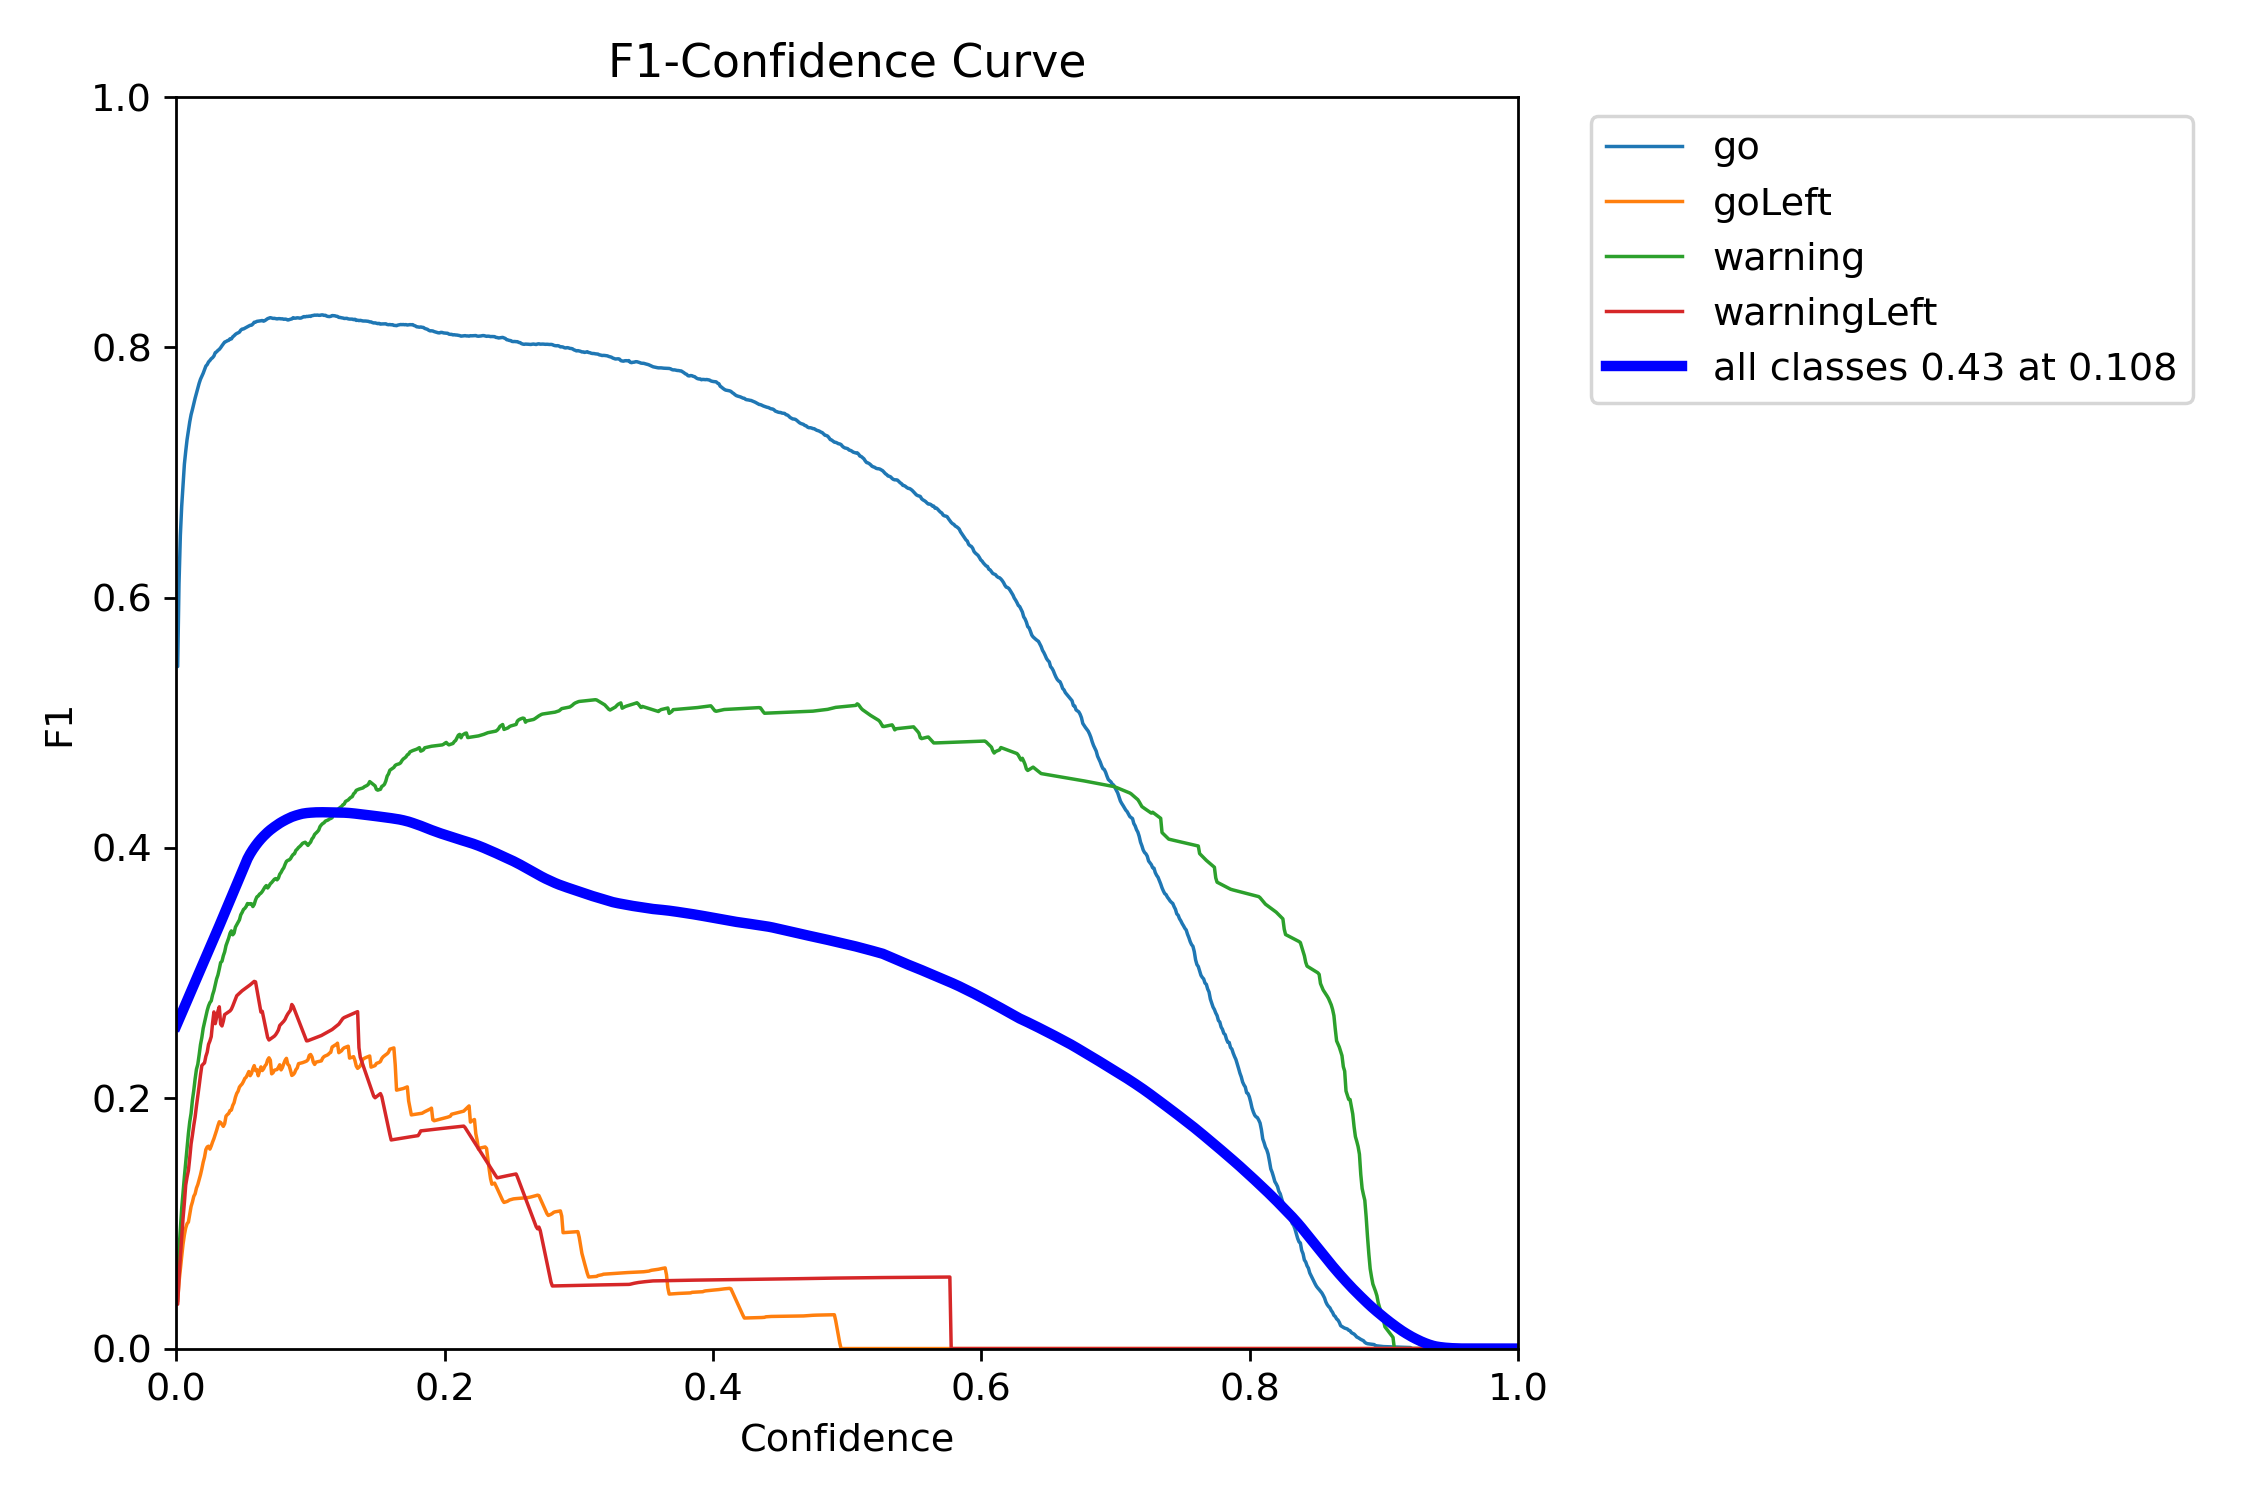 F1-Confidence Curve
1.0
0.8
0.6
0.4
0.2
0.0
F1
0.0 0.2 0.4 0.6 0.8 1.0
Confidence
go
goLeft
warning
warningLeft
all classes 0.43 at 0.108